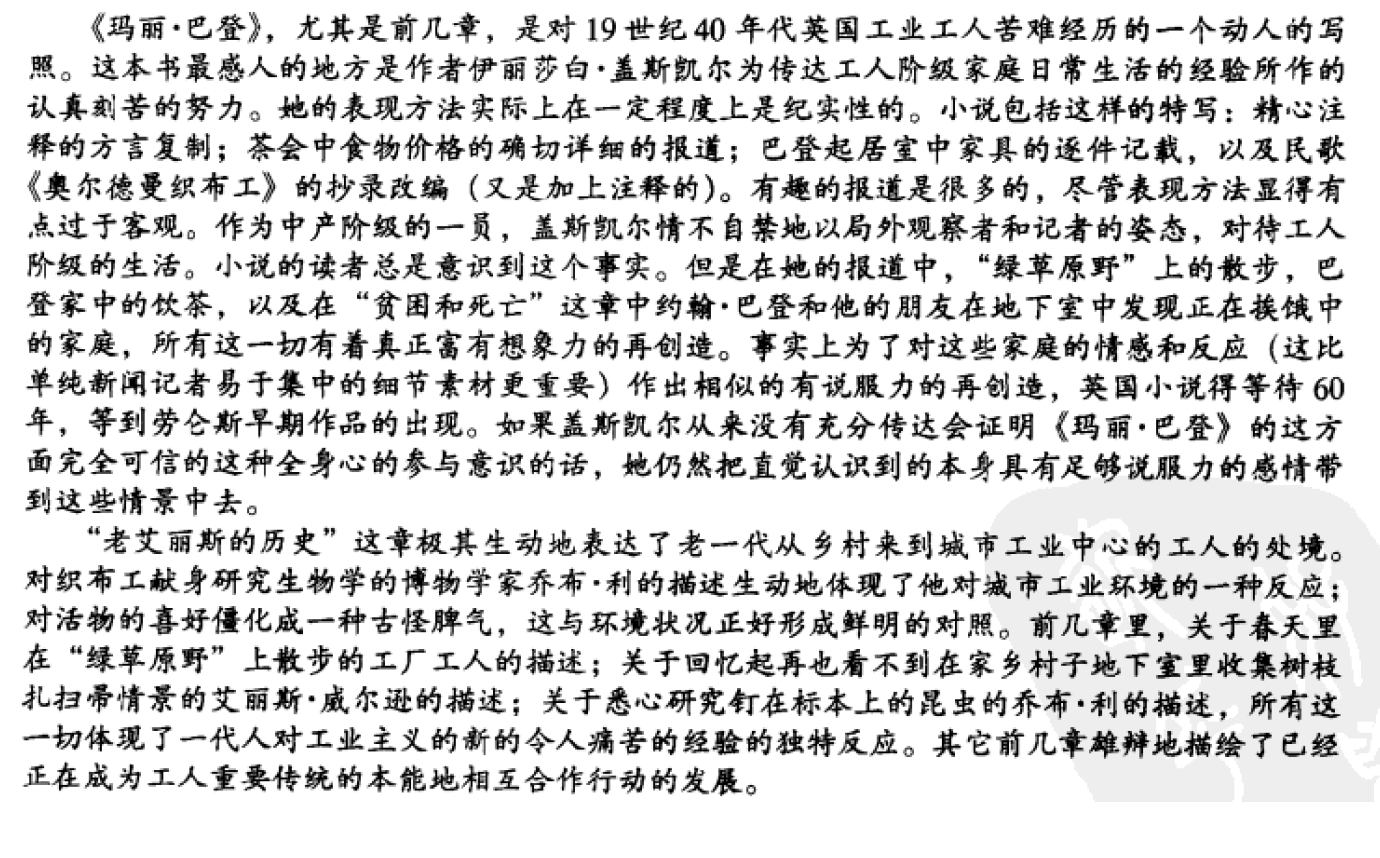 《玛丽·巴登》，尤其是前几章，是对19世纪40年代英国工业工人苦难经历的一个动人的写
照。这本书最感人的地方是作者伊丽莎白·盖斯凯尔为传达工人阶级家庭日常生活的经验所作的
认真刻苦的努力。她的表现方法实际上在一定程度上是纪实性的。小说包括这样的特写：精心注
释的方言复制；茶会中食物价格的确切详细的报道；巴登起居室中家具的逐件记载，以及民歌
《奥尔德曼织布工》的抄录改编（又是加上注释的）。有趣的报道是很多的，尽管表现方法显得有
点过于客观。作为中产阶级的一员，盖斯凯尔情不自禁地以局外观察者和记者的姿态，对待工人
阶级的生活。小说的读者总是意识到这个事实。但是在她的报道中，“绿草原野”上的散步，巴
登家中的饮茶，以及在“贫困和死亡”这章中约翰·巴登和他的朋友在地下室中发现正在挨饿中
的家庭，所有这一切有着真正富有想象力的再创造。事实上为了对这些家庭的情感和反应（这比
单纯新闻记者易于集中的细节素材更重要）作出相似的有说服力的再创造，英国小说得等待60
年，等到劳仑斯早期作品的出现。如果盖斯凯尔从来没有充分传达会证明《玛丽·巴登》的这方
面完全可信的这种全身心的参与意识的话，她仍然把直觉认识到的本身具有足够说服力的感情带
到这些情景中去。
“老艾丽斯的历史”这章极其生动地表达了老一代从乡村来到城市工业中心的工人的处境。
对织布工献身研究生物学的博物学家乔布·利的描述生动地体现了他对城市工业环境的一种反应；
对活物的喜好僵化成一种古怪脾气，这与环境状况正好形成鲜明的对照。前几章里，关于春天里
在“绿草原野”上散步的工厂工人的描述；关于回忆起再也看不到在家乡村子地下室里收集树枝
扎扫帚情景的艾丽斯·威尔逊的描述；关于悉心研究钉在标本上的昆虫的乔布·利的描述，所有这
一切体现了一代人对工业主义的新的令人痛苦的经验的独特反应。其它前几章雄辩地描绘了已经
正在成为工人重要传统的本能地相互合作行动的发展。